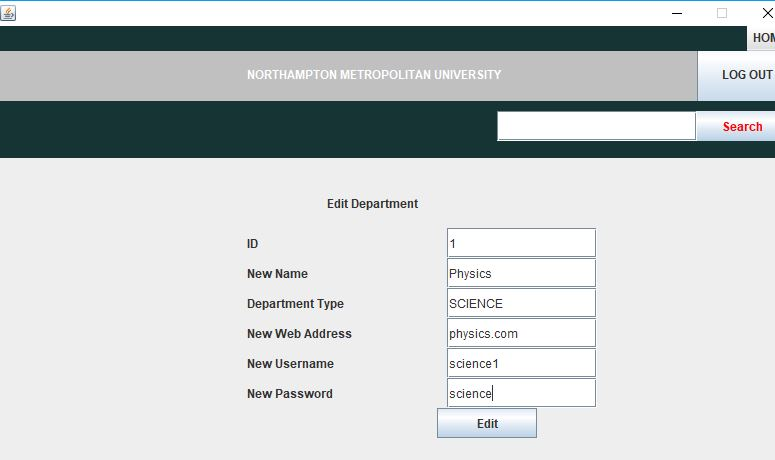 HOM
NORTHAMPTON METROPOLITAN UNIVERSITY
LOG OUT
Search
Edit Department
ID 1
New Name Physics
Department Type SCIENCE
New Web Address physics.com
New Username science1
New Password science
Edit